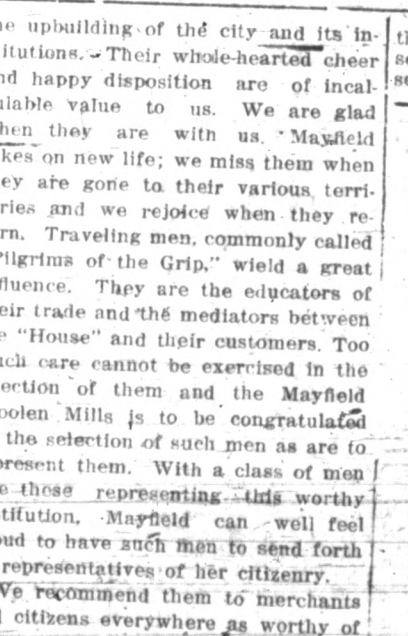 e upbuilding of the city and its in-
titutions. Their whole-hearted cheer
nd happy disposition are of incal-
ulable value to us. We are glad
hen they are with us. Mayfield
kes on new life; we miss them when
ey are gone to their various terri-
ries and we rejoice when they re-
rn. Traveling men, commonly called
Pilgrims of the Grip," wield a great
fluence. They are the educators of
eir trade and the mediators between
e "House" and their customers. Too
uch care cannot be exercised in the
ection of them and the Mayfield
oolen Mills is to be congratulated
the selection of such men as are to
present them. With a class of men
e these representing this worthy
titution, Mayfield can well feel
oud to have such men to send forth
representatives of her citizenry.
We recommend them to merchants
citizens everywhere as worthy of